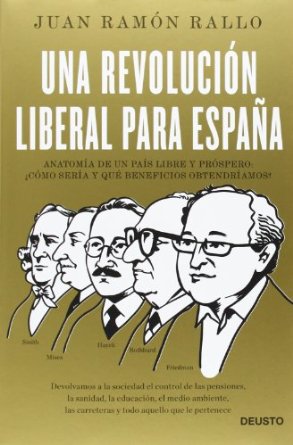 JUAN RAMÓN RALLO
UNA REVOLUCIÓN
LIBERAL PARA ESPAÑA
ANATOMÍA DE UN PAÍS LIBRE Y PRÓSPERO:
¿CÓMO SERÍA Y QUÉ BENEFICIOS OBTENDRÍAMOS?
Smith
Mises
Hayek
Rothbard
Friedman
Devolvamos a la sociedad el control de las pensiones,
la sanidad, la educación, el medio ambiente,
las carreteras y todo aquello que le pertenece
DEUSTO